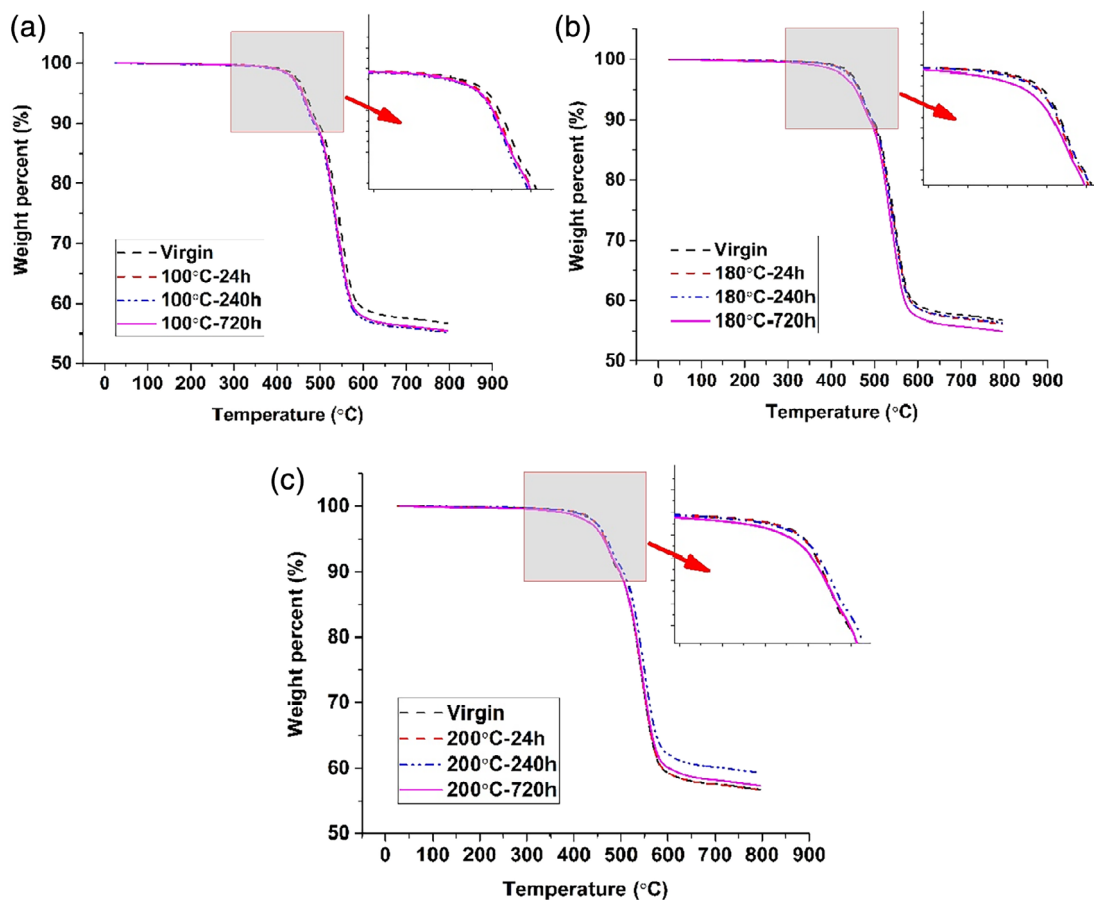 (a)
Weight percent (%)
100
90
80
70
60
50
Virgin
100°C-24h
100°C-240h
100°C-720h
0 100 200 300 400 500 600 700 800 900
Temperature (°C)
(b)
Weight percent (%)
100
90
80
70
60
50
Virgin
180°C-24h
180°C-240h
180°C-720h
0 100 200 300 400 500 600 700 800 900
Temperature (°C)
(c)
Weight percent (%)
100
90
80
70
60
50
Virgin
200°C-24h
200°C-240h
200°C-720h
0 100 200 300 400 500 600 700 800 900
Temperature (°C)